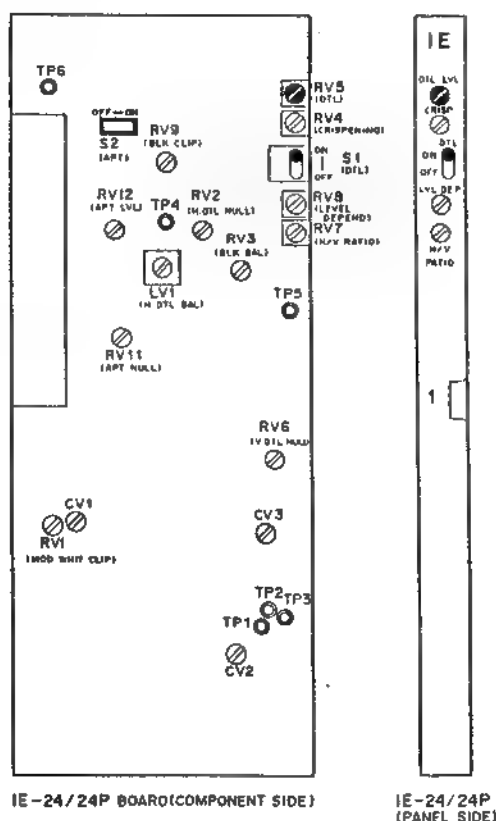 IE
TP6
RV5
(DTL)
DTL LVL
CRISP
OFF↔ON
S2
(APT)
RV4
(CRISPENING)
RV9
(BLK CLIP)
ON
S1
OFF
(DTL)
DTL
ON
OFF
LVL DEP
RV12
(APT LVL)
TP4
RV2
(H.DTL NULL)
RV8
(LEVEL
DEPEND)
RV7
(H/V RATIO)
RV3
(BLK BAL)
H/V
RATIO
LV1
(H DTL BAL)
TP5
RV11
(APT NULL)
1
RV6
(V DTL
CV1
RV1
(MOD WHIT CLIP)
CV3
TP2
TP3
TP1
CV2
IE-24/24P BOARD(COMPONENT SIDE)
IE-24/24P
(PANEL SIDE)